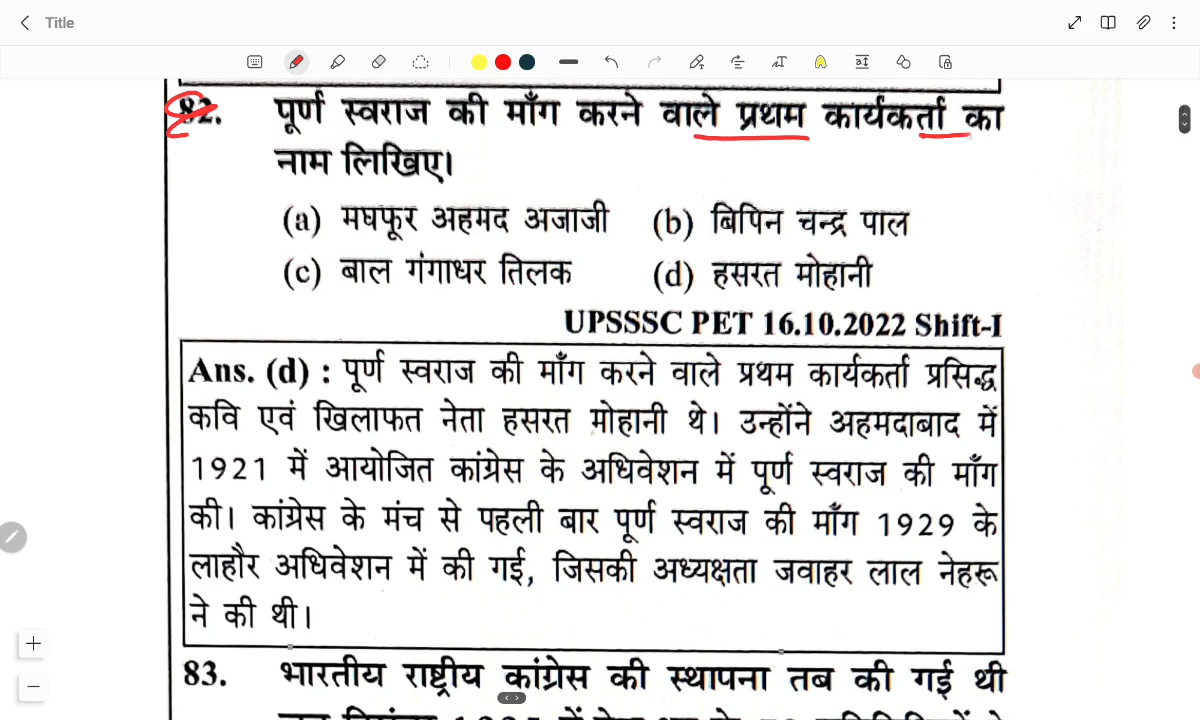 Title
82. पूर्ण स्वराज की माँग करने वाले प्रथम कार्यकर्ता का
नाम लिखिए।
(a) मघफूर अहमद अजाजी (b) बिपिन चन्द्र पाल
(c) बाल गंगाधर तिलक (d) हसरत मोहानी
UPSSSC PET 16.10.2022 Shift-I
Ans. (d) : पूर्ण स्वराज की माँग करने वाले प्रथम कार्यकर्ता प्रसिद्ध
कवि एवं खिलाफत नेता हसरत मोहानी थे। उन्होंने अहमदाबाद में
1921 में आयोजित कांग्रेस के अधिवेशन में पूर्ण स्वराज की माँग
की। कांग्रेस के मंच से पहली बार पूर्ण स्वराज की माँग 1929 के
लाहौर अधिवेशन में की गई, जिसकी अध्यक्षता जवाहर लाल नेहरू
ने की थी।
83. भारतीय राष्ट्रीय कांग्रेस की स्थापना तब की गई थी